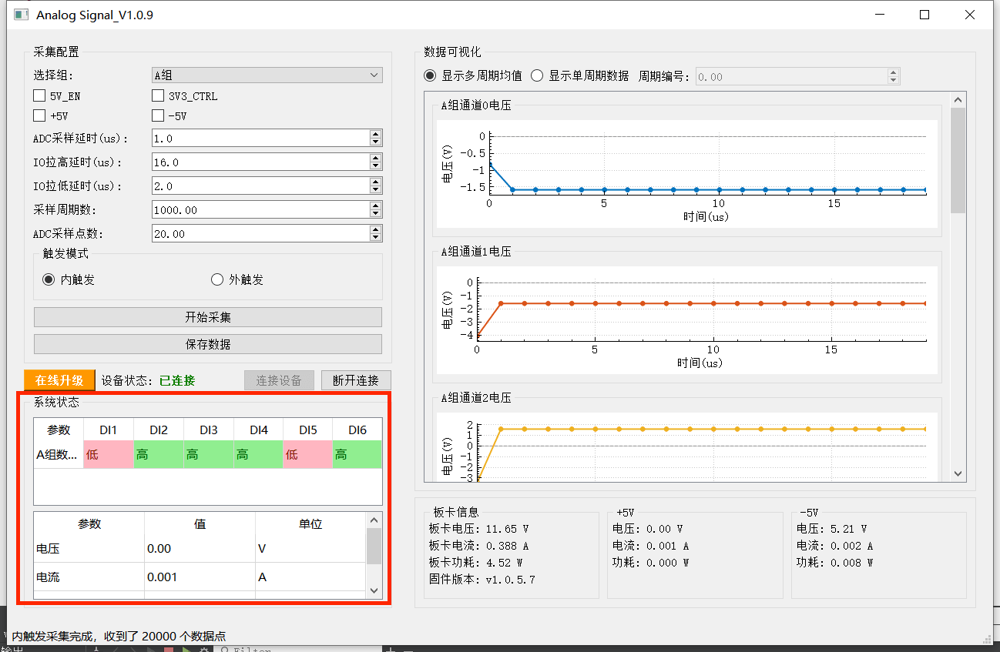 Analog Signal_V1.0.9
采集配置
选择组: A组
5V_EN 3V3_CTRL
+5V -5V
ADC采样延时(us): 1.0
IO拉高延时(us): 16.0
IO拉低延时(us): 2.0
采样周期数: 1000.00
ADC采样点数: 20.00
触发模式
内触发 外触发
开始采集
保存数据
在线升级 设备状态: 已连接 连接设备 断开连接
系统状态
参数 DI1 DI2 DI3 DI4 DI5 DI6
A组数... 低 高 高 高 低 高
参数 值 单位
电压 0.00 V
电流 0.001 A
数据可视化
显示多周期均值 显示单周期数据 周期编号: 0.00
A组通道0电压
电压(V)
0
-0.5
-1
-1.5
0 5 10 15
时间(us)
A组通道1电压
电压(V)
0
-1
-2
-3
-4
0 5 10 15
时间(us)
A组通道2电压
电压(V)
2
1
0
-1
-2
-3
板卡信息
板卡电压: 11.65 V
板卡电流: 0.388 A
板卡功耗: 4.52 W
固件版本: v1.0.5.7
+5V
电压: 0.00 V
电流: 0.001 A
功耗: 0.000 W
-5V
电压: 5.21 V
电流: 0.002 A
功耗: 0.008 W
内触发采集完成，收到了 20000 个数据点
输出
Filter